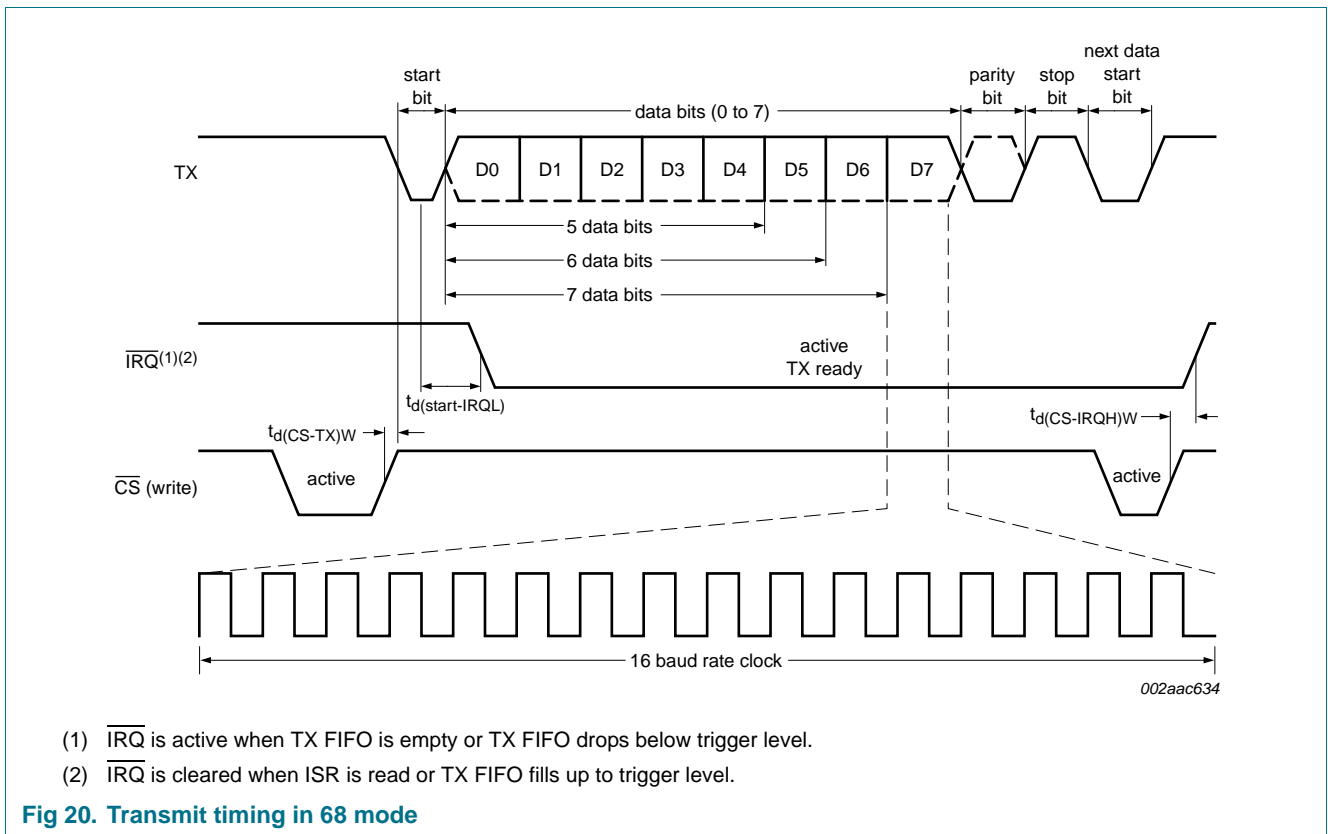 next data
start
bit
start
bit
parity
bit
stop
bit
data bits (0 to 7)
TX
D0
D1
D2
D3
D4
D5
D6
D7
5 data bits
6 data bits
7 data bits
IRQ(1)(2)
active
TX ready
td(start-IRQL)
td(CS-TX)W
td(CS-IRQH)W
CS (write)
active
active
16 baud rate clock
002aac634
(1) IRQ is active when TX FIFO is empty or TX FIFO drops below trigger level.
(2) IRQ is cleared when ISR is read or TX FIFO fills up to trigger level.
Fig 20. Transmit timing in 68 mode